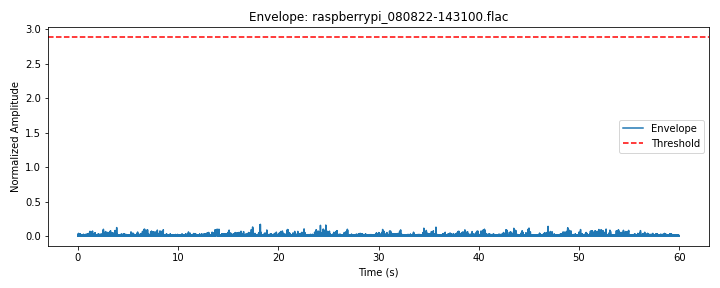 Envelope: raspberrypi_080822-143100.flac
Normalized Amplitude
3.0
2.5
2.0
1.5
1.0
0.5
0.0
Envelope
Threshold
0 10 20 30 40 50 60
Time (s)